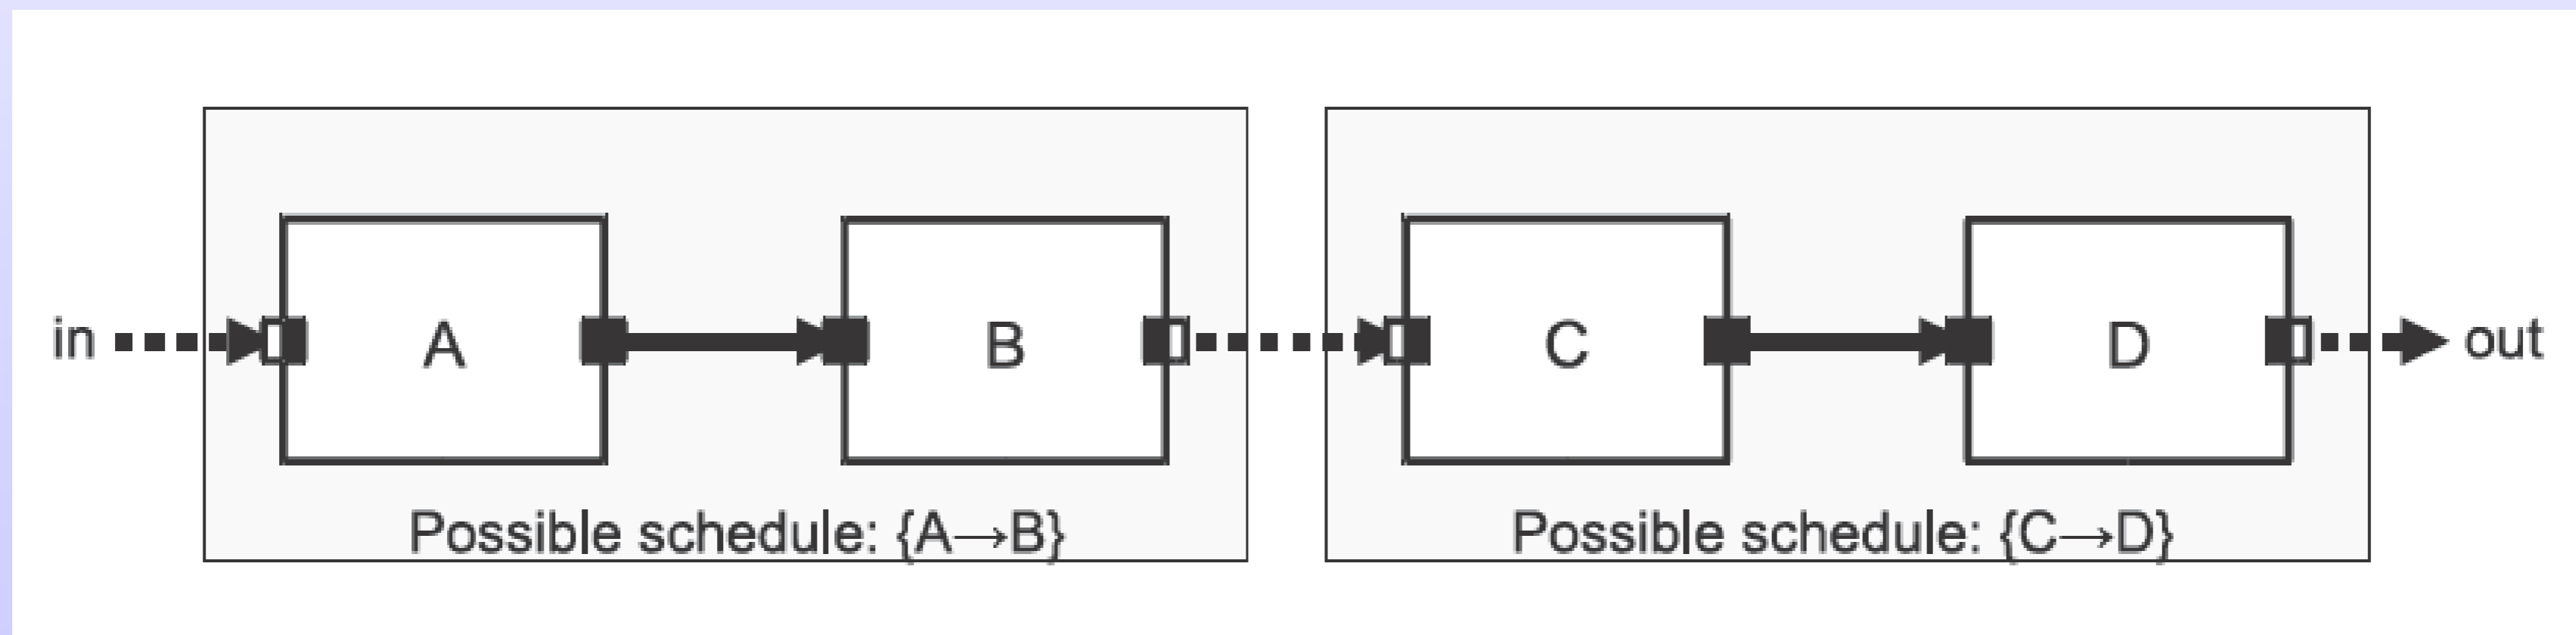 in
A
B
C
D
out
Possible schedule: {A→B}
Possible schedule: {C→D}